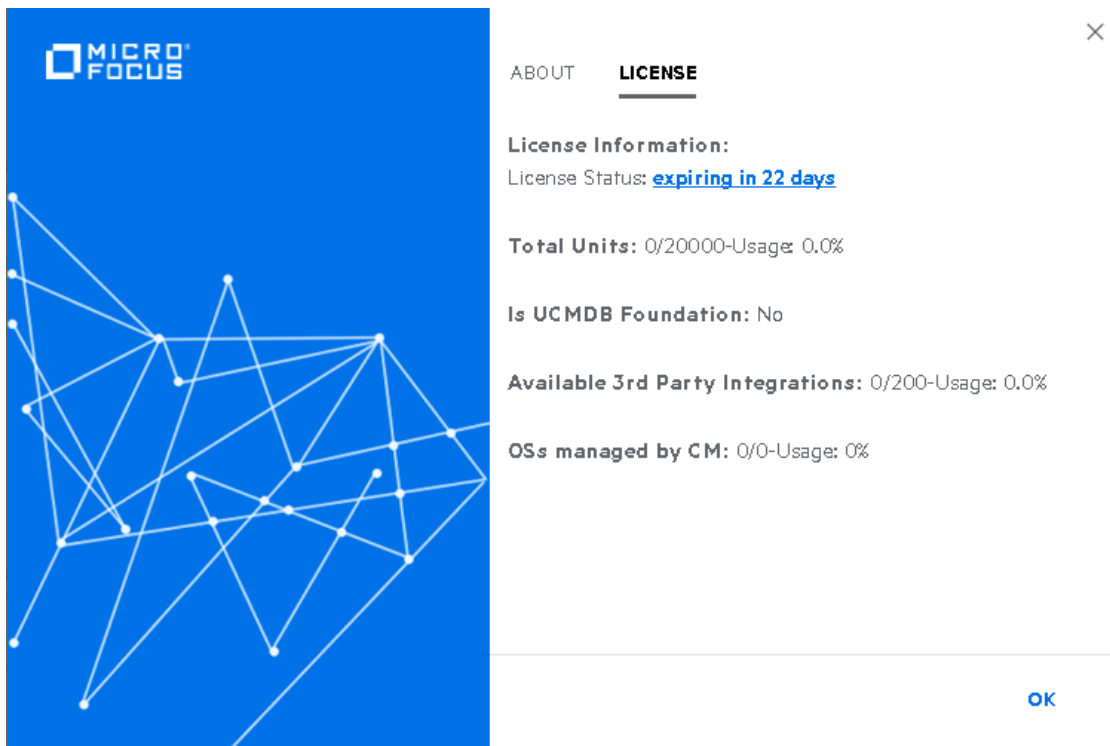 MICRO®
FOCUS
ABOUT LICENSE
License Information:
License Status: expiring in 22 days
Total Units: 0/20000-Usage: 0.0%
Is UCMDB Foundation: No
Available 3rd Party Integrations: 0/200-Usage: 0.0%
OSs managed by CM: 0/0-Usage: 0%
OK